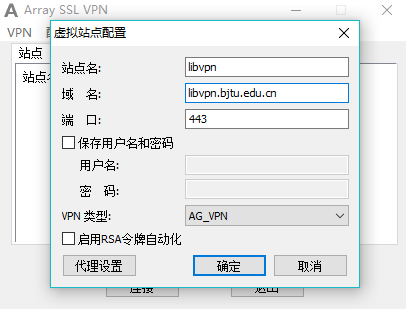 Array SSL VPN
VPN
虚拟站点配置
站点
站点名:
libvpn
域 名:
libvpn.bjtu.edu.cn
端 口:
443
保存用户名和密码
用户名:
密 码:
VPN 类型:
AG_VPN
启用RSA令牌自动化
代理设置
确定
取消
连接
退出